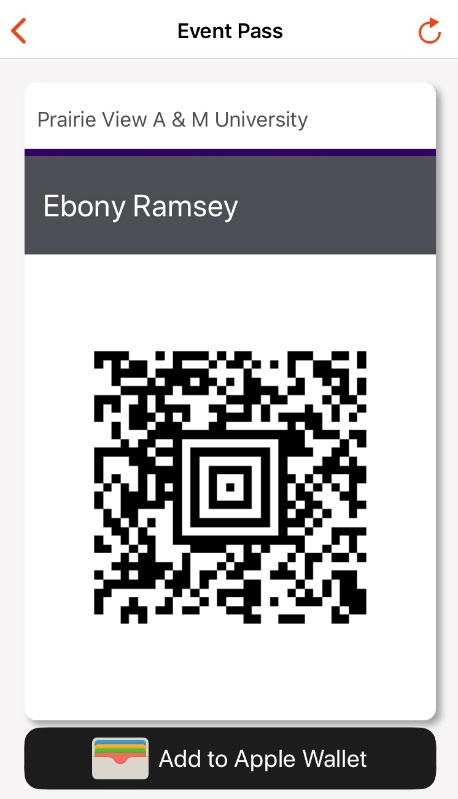 Event Pass
Prairie View A & M University
Ebony Ramsey
Add to Apple Wallet